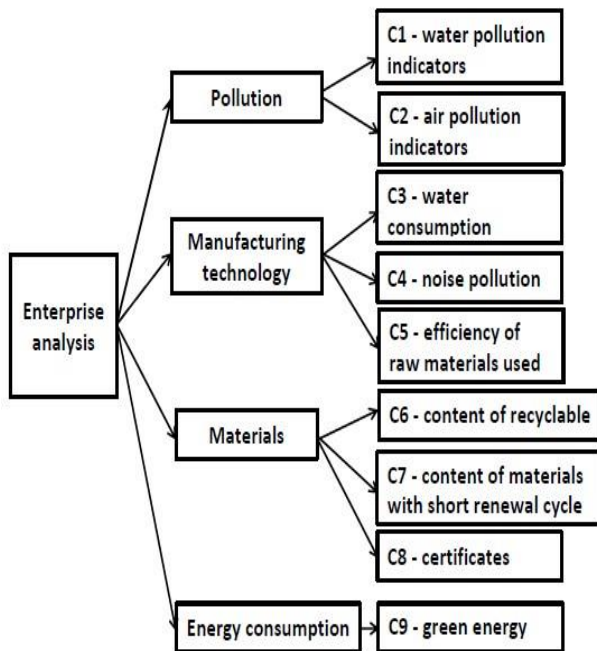 C1 - water pollution
indicators
Pollution
C2 - air pollution
indicators
C3 - water
consumption
Manufacturing
technology
C4 - noise pollution
Enterprise
analysis
C5 - efficiency of
raw materials used
C6 - content of recyclable
Materials
C7 - content of materials
with short renewal cycle
C8 - certificates
Energy consumption
C9 - green energy